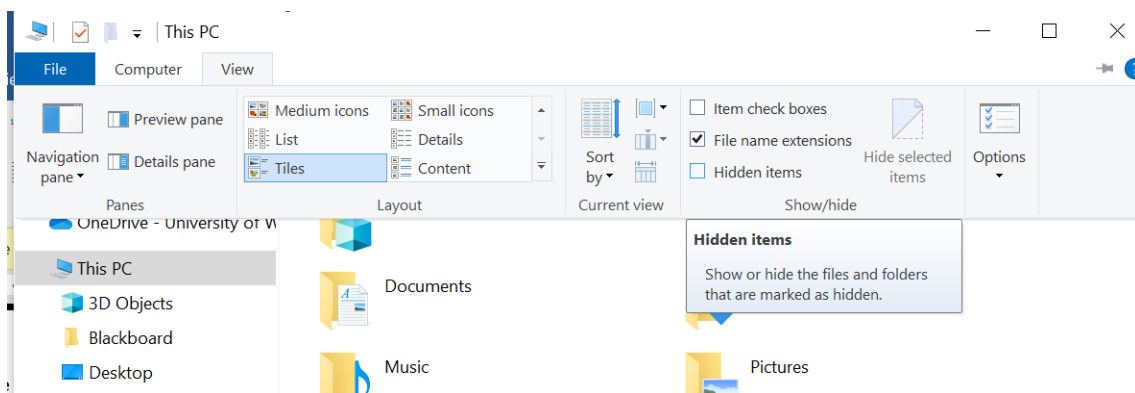 This PC
File Computer View
Preview pane
Details pane
Navigation
pane
Panes
Medium icons Small icons
List Details
Tiles Content
Layout
Sort
by
Current view
Item check boxes
File name extensions
Hidden items
Hide selected
items
Show/hide
Options
OneDrive - University of
This PC
3D Objects
Blackboard
Desktop
Documents
Music
Pictures
Hidden items
Show or hide the files and folders
that are marked as hidden.